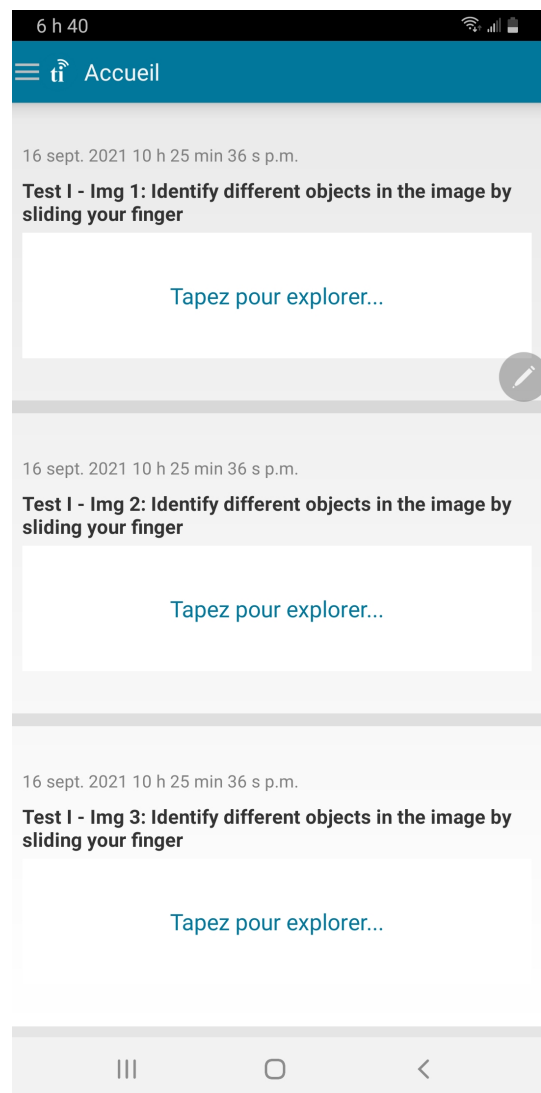 6 h 40
ti Accueil
16 sept. 2021 10 h 25 min 36 s p.m.
Test I - Img 1: Identify different objects in the image by
sliding your finger
Tapez pour explorer...
16 sept. 2021 10 h 25 min 36 s p.m.
Test I - Img 2: Identify different objects in the image by
sliding your finger
Tapez pour explorer...
16 sept. 2021 10 h 25 min 36 s p.m.
Test I - Img 3: Identify different objects in the image by
sliding your finger
Tapez pour explorer...